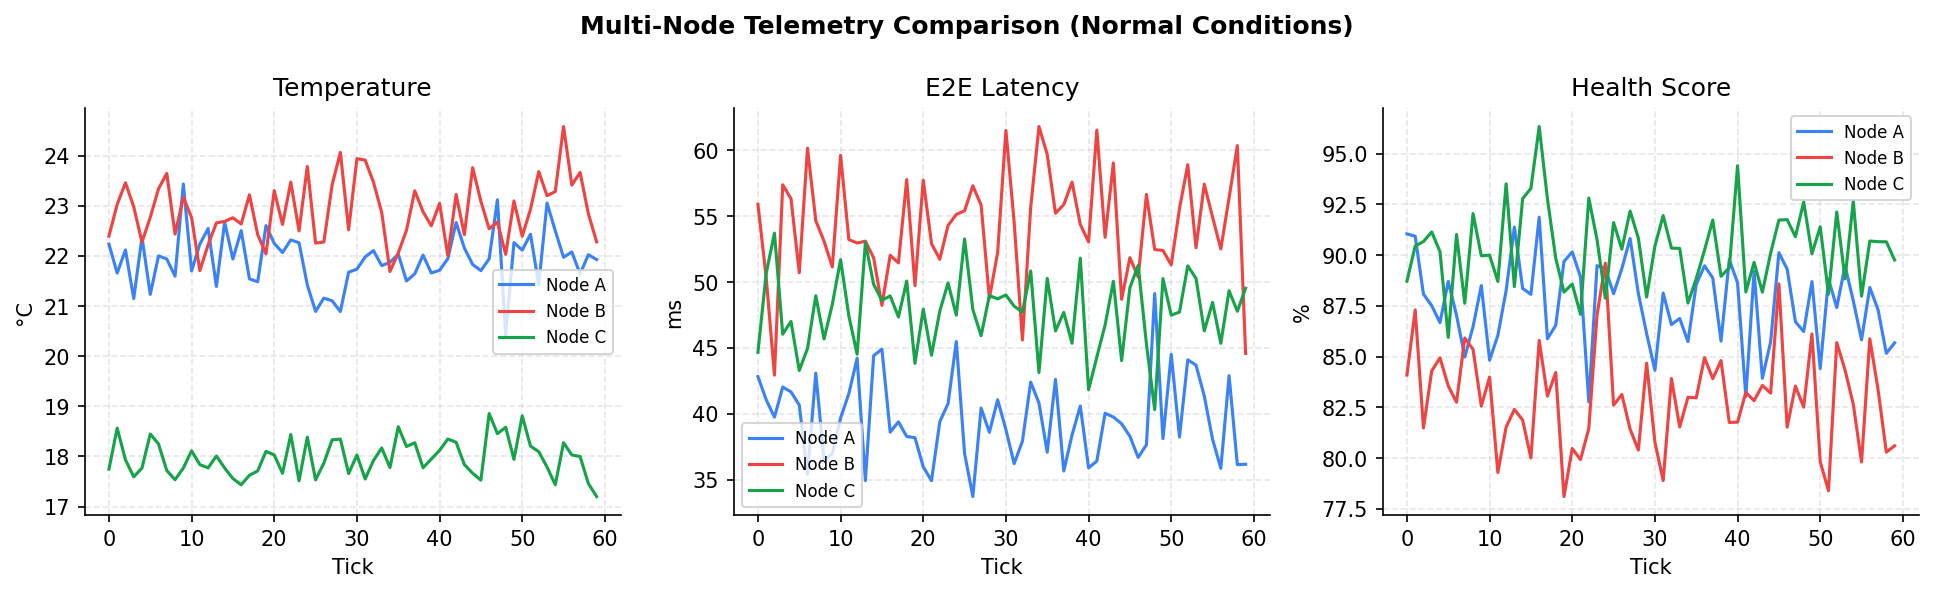 Multi-Node Telemetry Comparison (Normal Conditions)
Temperature
°C
24
23
22
21
20
19
18
17
0 10 20 30 40 50 60
Tick
Node A
Node B
Node C
E2E Latency
ms
60
55
50
45
40
35
0 10 20 30 40 50 60
Tick
Node A
Node B
Node C
Health Score
%
95.0
92.5
90.0
87.5
85.0
82.5
80.0
77.5
0 10 20 30 40 50 60
Tick
Node A
Node B
Node C